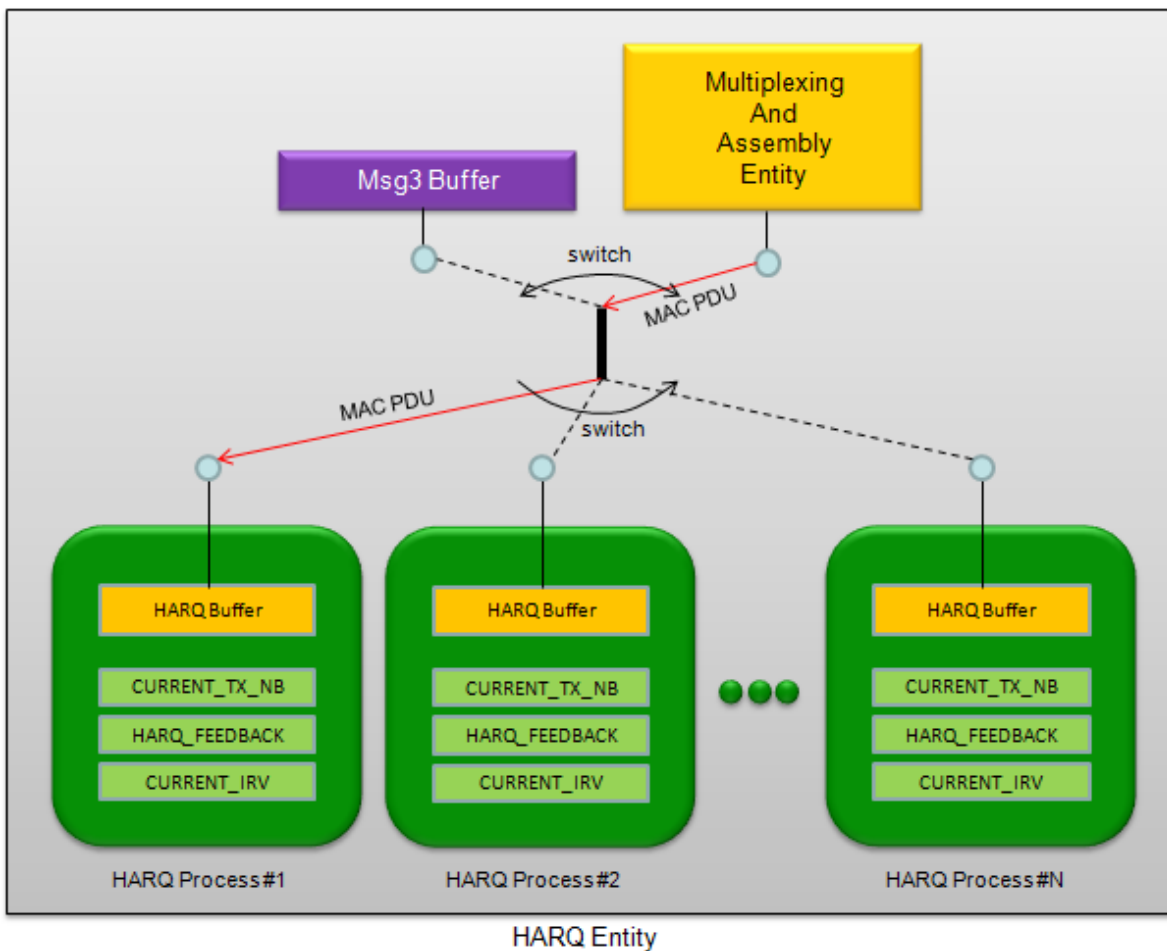 Multiplexing
And
Assembly
Entity
Msg3 Buffer
switch
MAC PDU
MAC PDU
switch
HARQ Buffer
HARQ Buffer
HARQ Buffer
CURRENT_TX_NB
CURRENT_TX_NB
CURRENT_TX_NB
HARQ_FEEDBACK
HARQ_FEEDBACK
HARQ_FEEDBACK
CURRENT_IRV
CURRENT_IRV
CURRENT_IRV
HARQ Process#1
HARQ Process#2
HARQ Process#N
HARQ Entity